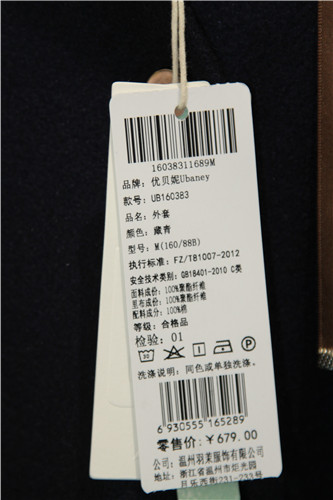 16038311689M
品牌：优贝妮Ubaney
款号：UB160383
品名：外套
颜色：藏青
型号：M(160/88B)
执行标准：FZ/T81007-2012
安全技术类别：GB18401-2010 C类
面料成份：100%聚酯纤维
里布成份：100%聚酯纤维
配料成分：100%棉
等级：合格品
检验：01
洗涤说明：同色或单独洗涤。
6 930555 165289
零售价：￥679.00
公司：温州羽茉服饰有限公司
地址：浙江省温州市炬光园